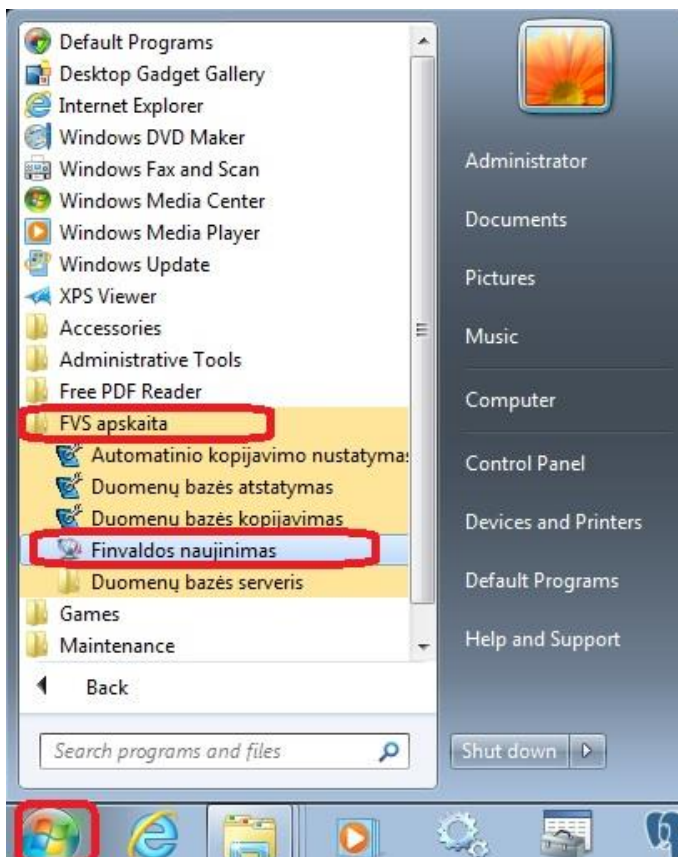 Default Programs
Desktop Gadget Gallery
Internet Explorer
Windows DVD Maker
Windows Fax and Scan
Windows Media Center
Windows Media Player
Windows Update
XPS Viewer
Accessories
Administrative Tools
Free PDF Reader
FVS apskaita
Automatinio kopijavimo nustatymas
Duomenų bazės atstatymas
Duomenų bazės kopijavimas
Finvaldos naujinimas
Duomenų bazės serveris
Games
Maintenance
Back
Search programs and files
Administrator
Documents
Pictures
Music
Computer
Control Panel
Devices and Printers
Default Programs
Help and Support
Shut down